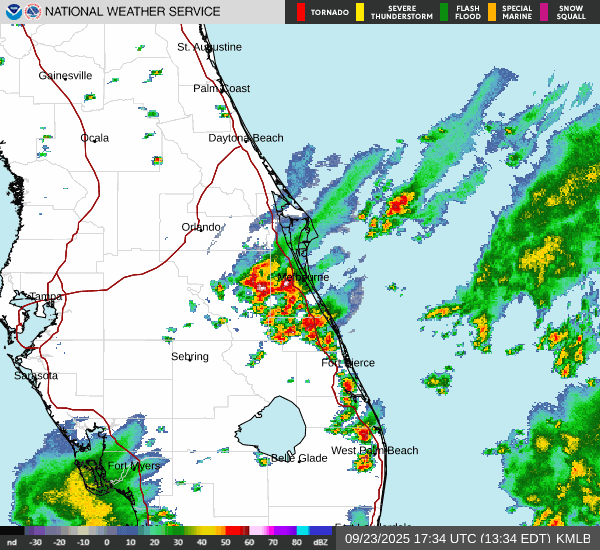 NATIONAL WEATHER SERVICE
TORNADO
SEVERE
THUNDERSTORM
FLASH
FLOOD
SPECIAL
MARINE
SNOW
SQUALL
St. Augustine
Gainesville
Palm Coast
Ocala
Daytona Beach
Orlando
Melbourne
Tampa
Sebring
Fort Pierce
Sarasota
West Palm Beach
Belle Glade
Fort Myers
nd -30 -20 -10 0 10 20 30 40 50 60 70 80 dBZ
09/23/2025 17:34 UTC (13:34 EDT) KMLB